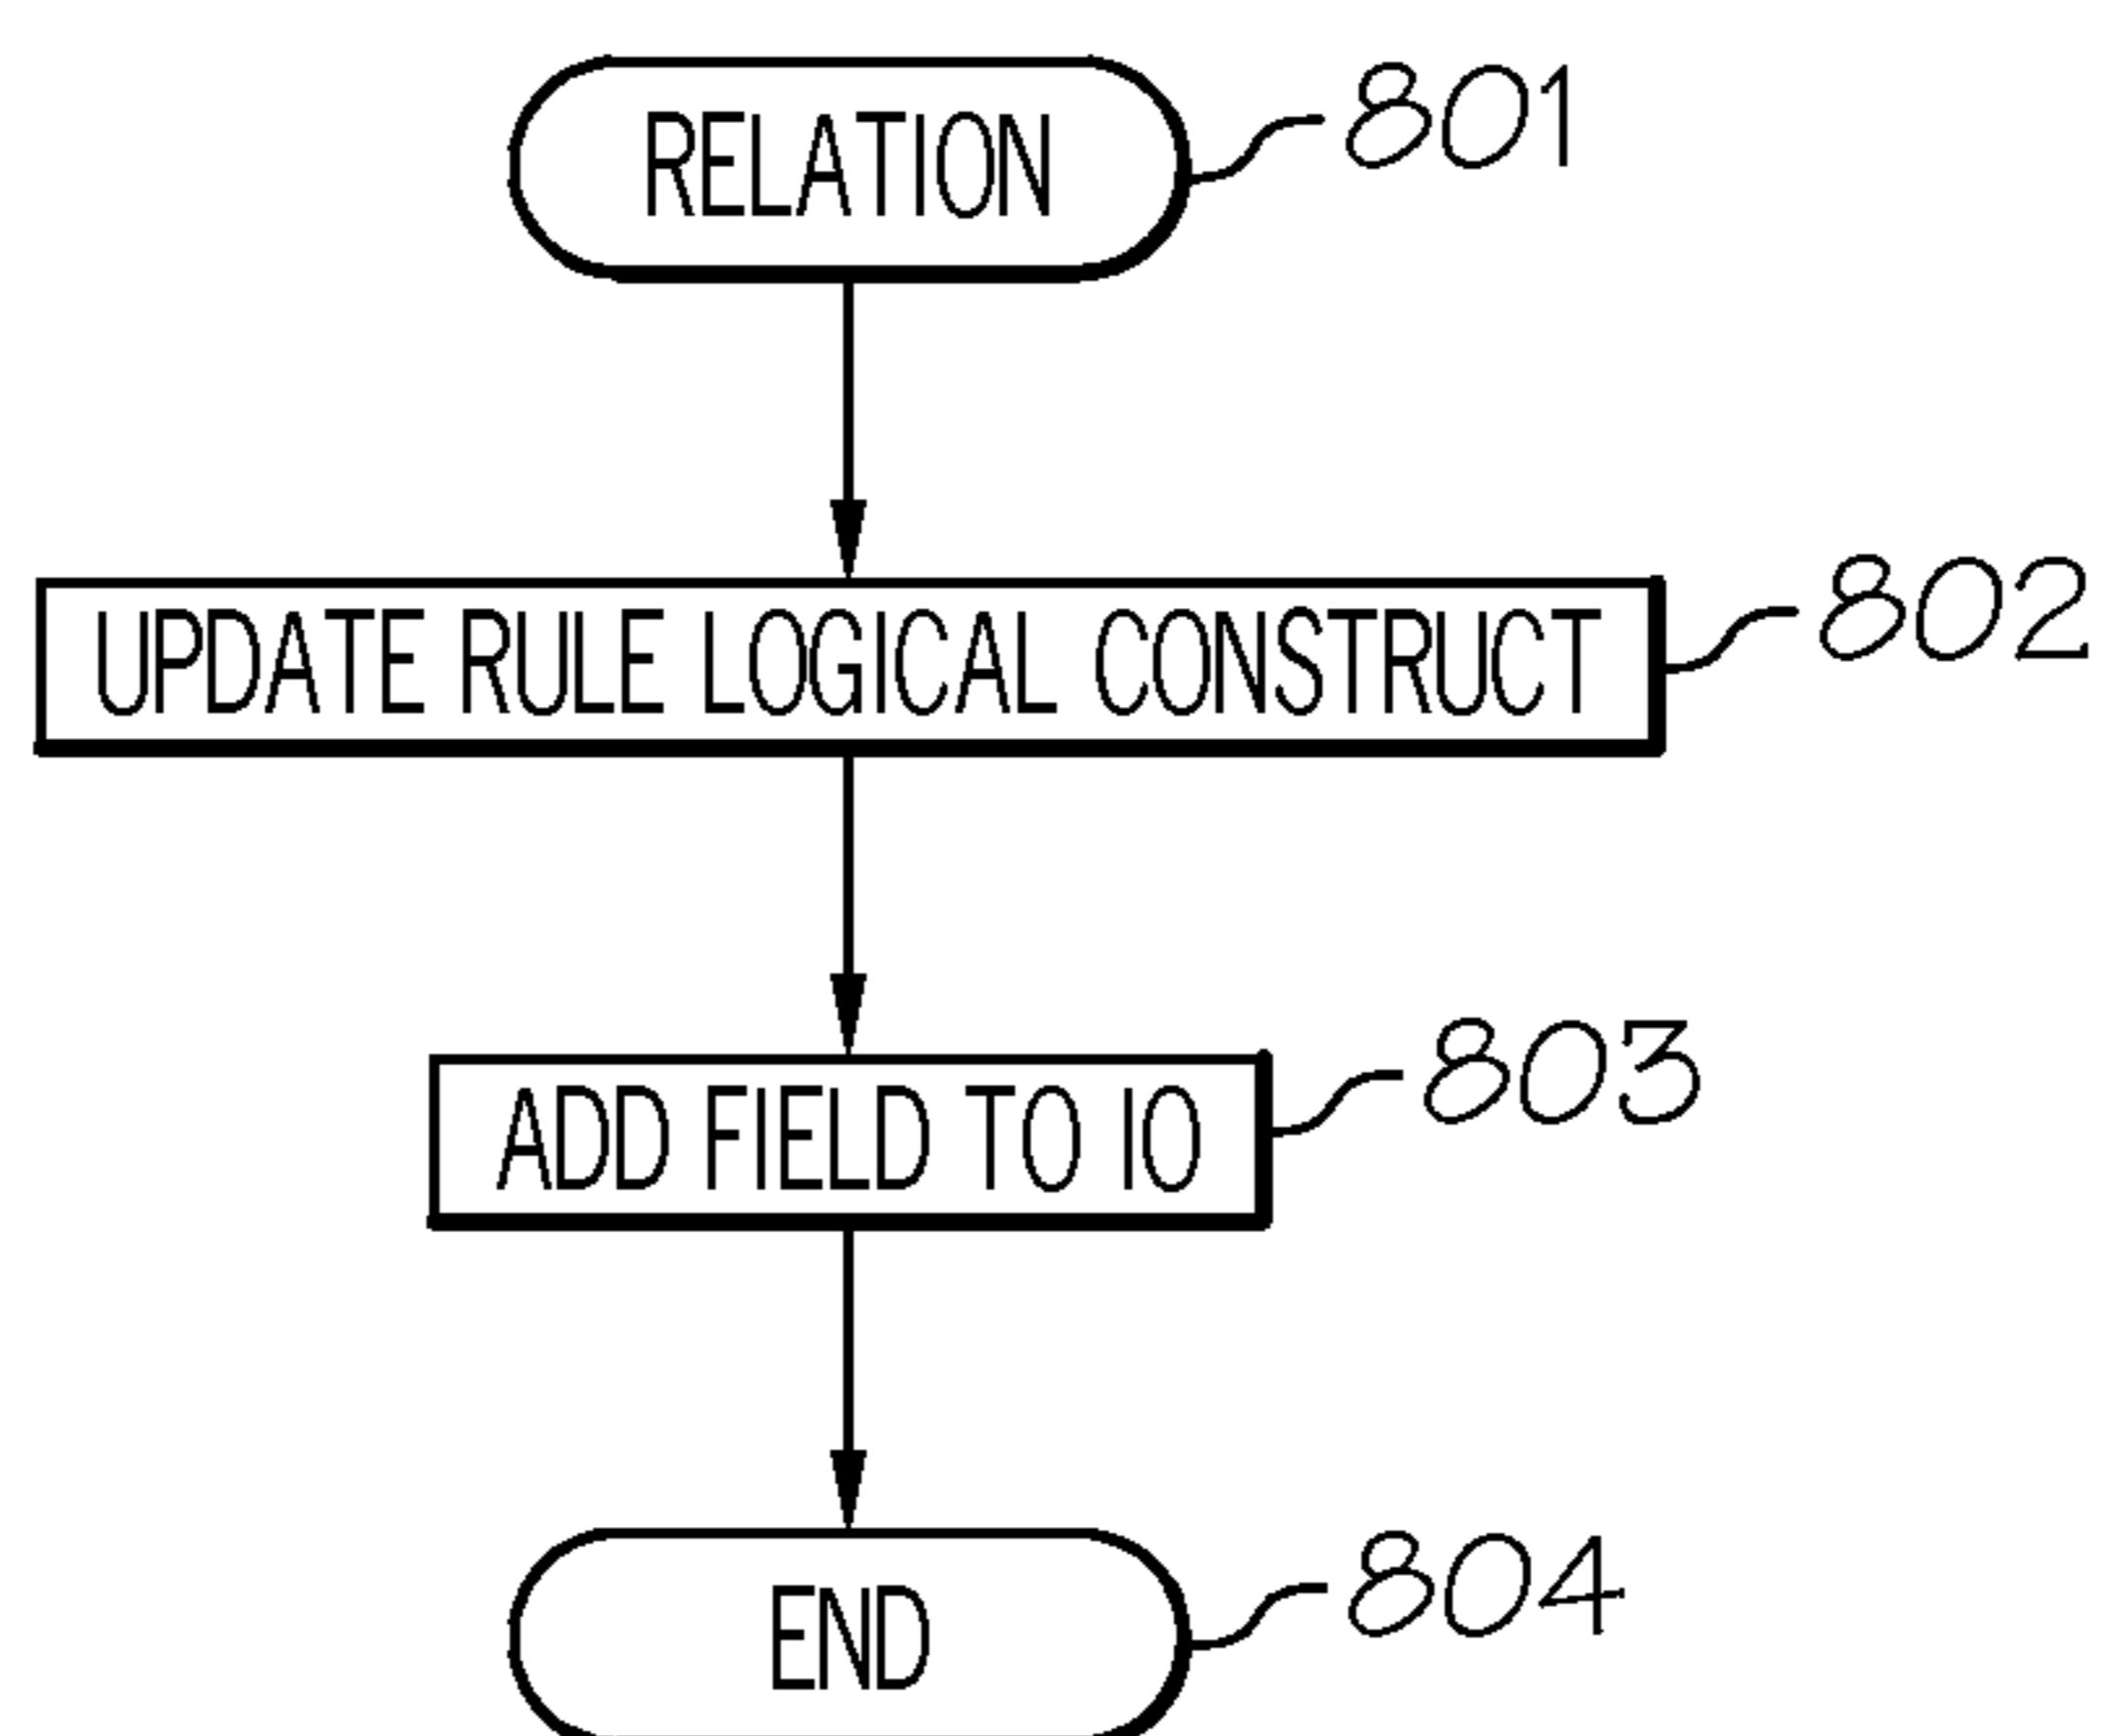 RELATION
801
UPDATE RULE LOGICAL CONSTRUCT
802
ADD FIELD TO IO
803
END
804